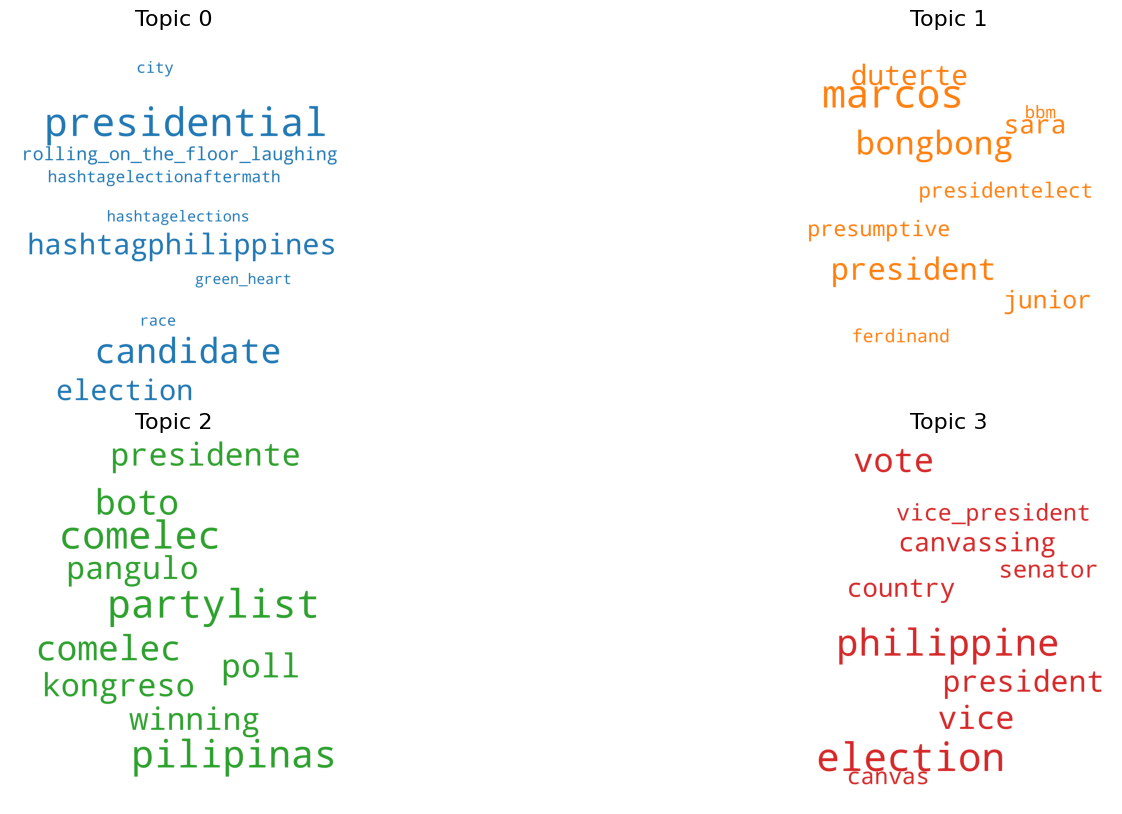 Topic 0
city
presidential
rolling_on_the_floor_laughing
hashtagelectionaftermath
hashtagelections
hashtagphilippines
green_heart
race
candidate
election
Topic 1
duterte
marcos
bbm
sara
bongbong
presidentelect
presumptive
president
junior
ferdinand
Topic 2
presidente
boto
comelec
pangulo
partylist
comelec
poll
kongreso
winning
pilipinas
Topic 3
vote
vice_president
canvassing
senator
country
philippine
president
vice
election
canvas